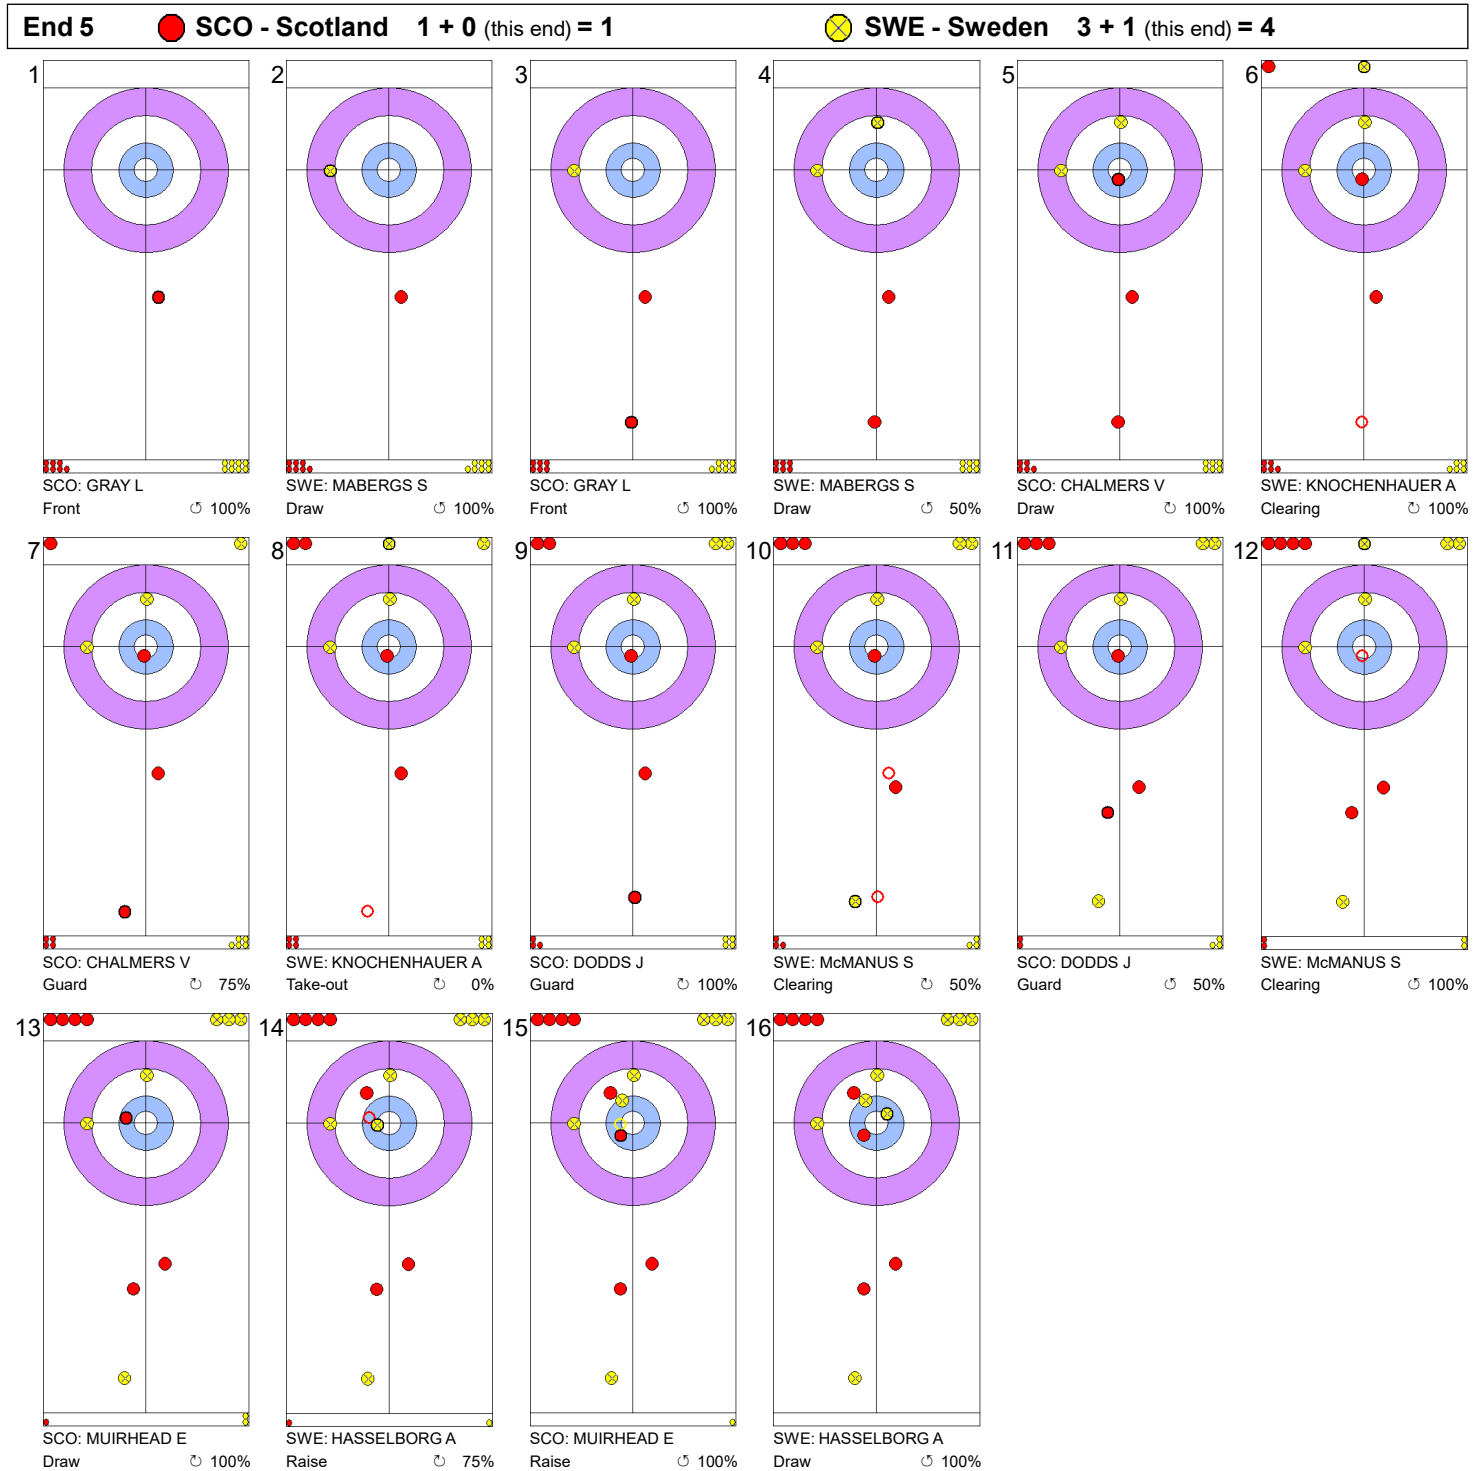 End 5 SCO - Scotland 1 + 0 (this end) = 1 SWE - Sweden 3 + 1 (this end) = 4
1 2 3 4 5 6
SCO: GRAY L SWE: MABERGS S SCO: GRAY L SWE: MABERGS S SCO: CHALMERS V SWE: KNOCHENHAUER A
Front ↺ 100% Draw ↺ 100% Front ↺ 100% Draw ↺ 50% Draw ↻ 100% Clearing ↻ 100%
7 8 9 10 11 12
SCO: CHALMERS V SWE: KNOCHENHAUER A SCO: DODDS J SWE: McMANUS S SCO: DODDS J SWE: McMANUS S
Guard ↻ 75% Take-out ↻ 0% Guard ↻ 100% Clearing ↻ 50% Guard ↻ 50% Clearing ↺ 100%
13 14 15 16
SCO: MUIRHEAD E SWE: HASSELBORG A SCO: MUIRHEAD E SWE: HASSELBORG A
Draw ↻ 100% Raise ↻ 75% Raise ↻ 100% Draw ↻ 100%